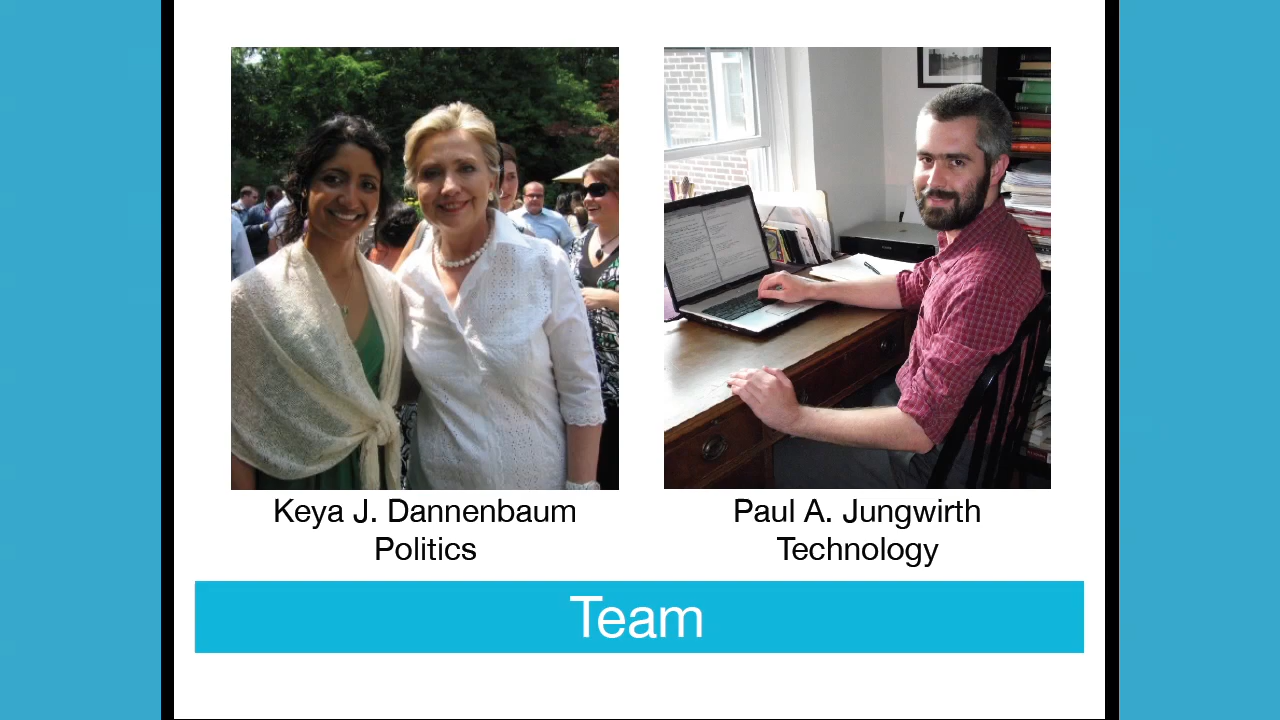 Keya J. Dannenbaum
Politics
Paul A. Jungwirth
Technology
Team